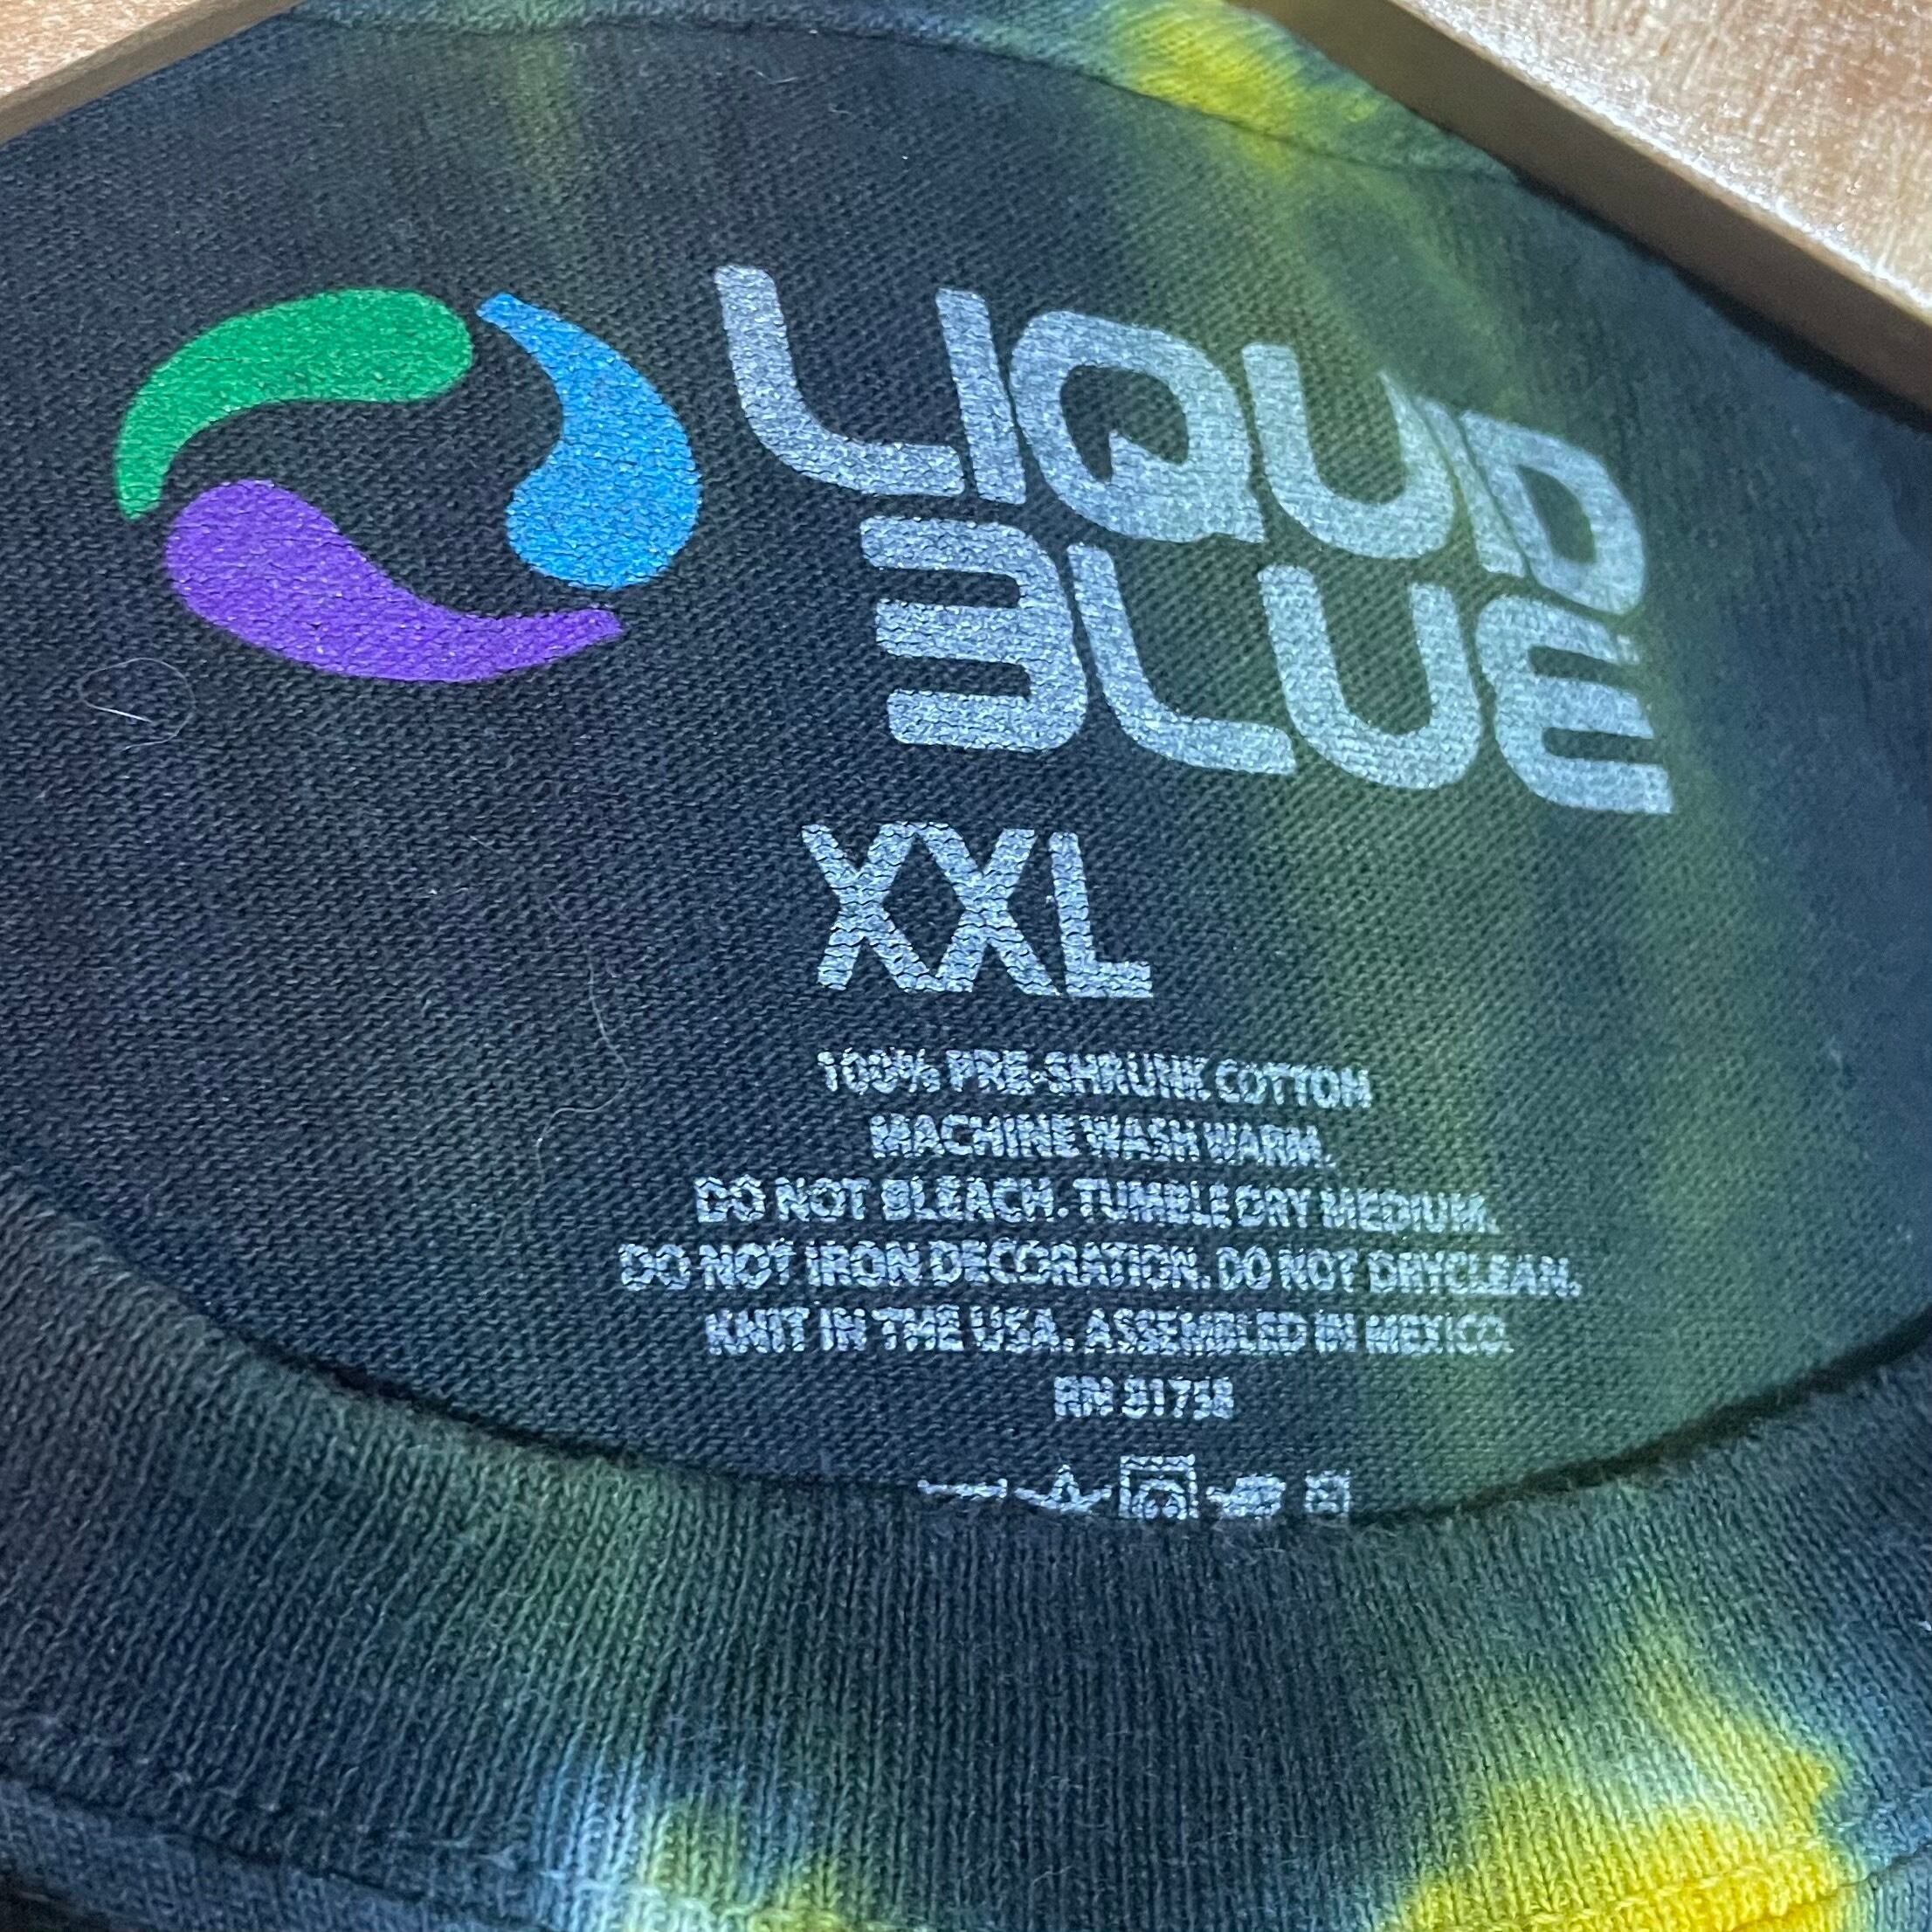 LIQUID
BLUE
XXL
100% PRE-SHRUNK COTTON
MACHINE WASH WARM.
DO NOT BLEACH. TUMBLE DRY MEDIUM.
DO NOT IRON DECORATION. DO NOT DRYCLEAN.
KNIT IN THE USA. ASSEMBLED IN MEXICO.
RN 81758